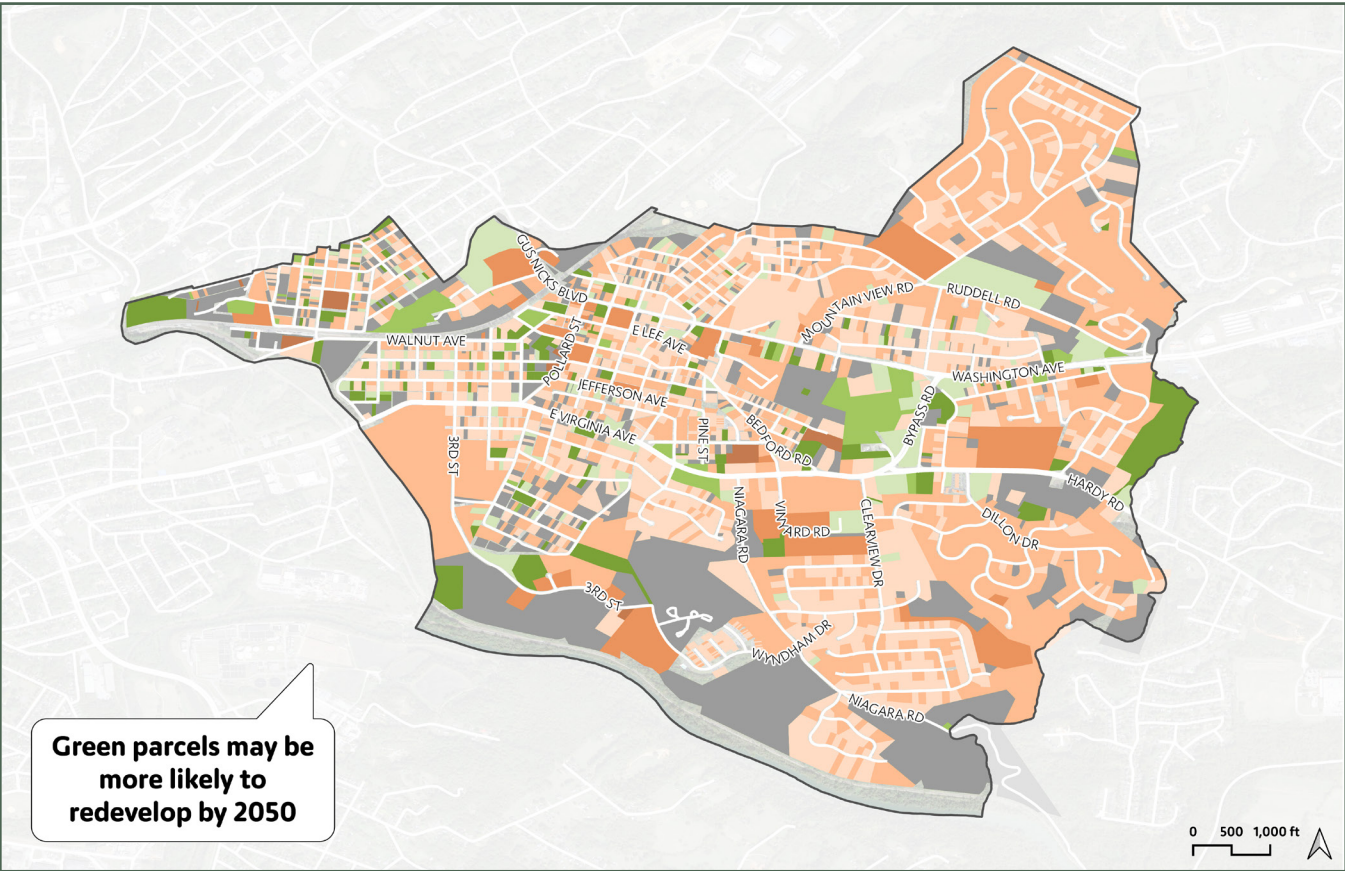 GUS NICKS BLVD
MOUNTAIN VIEW RD
RUDDELL RD
WALNUT AVE
POLLARD ST
E LEE AVE
WASHINGTON AVE
JEFFERSON AVE
BYPASS RD
E VIRGINIA AVE
PINE ST
BEDFORD RD
3RD ST
HARDY RD
NIAGARA RD
VINYARD RD
CLEARVIEW DR
DILLON DR
3RD ST
WYNDHAM DR
NIAGARA RD
Green parcels may be
more likely to
redevelop by 2050
0 500 1,000 ft